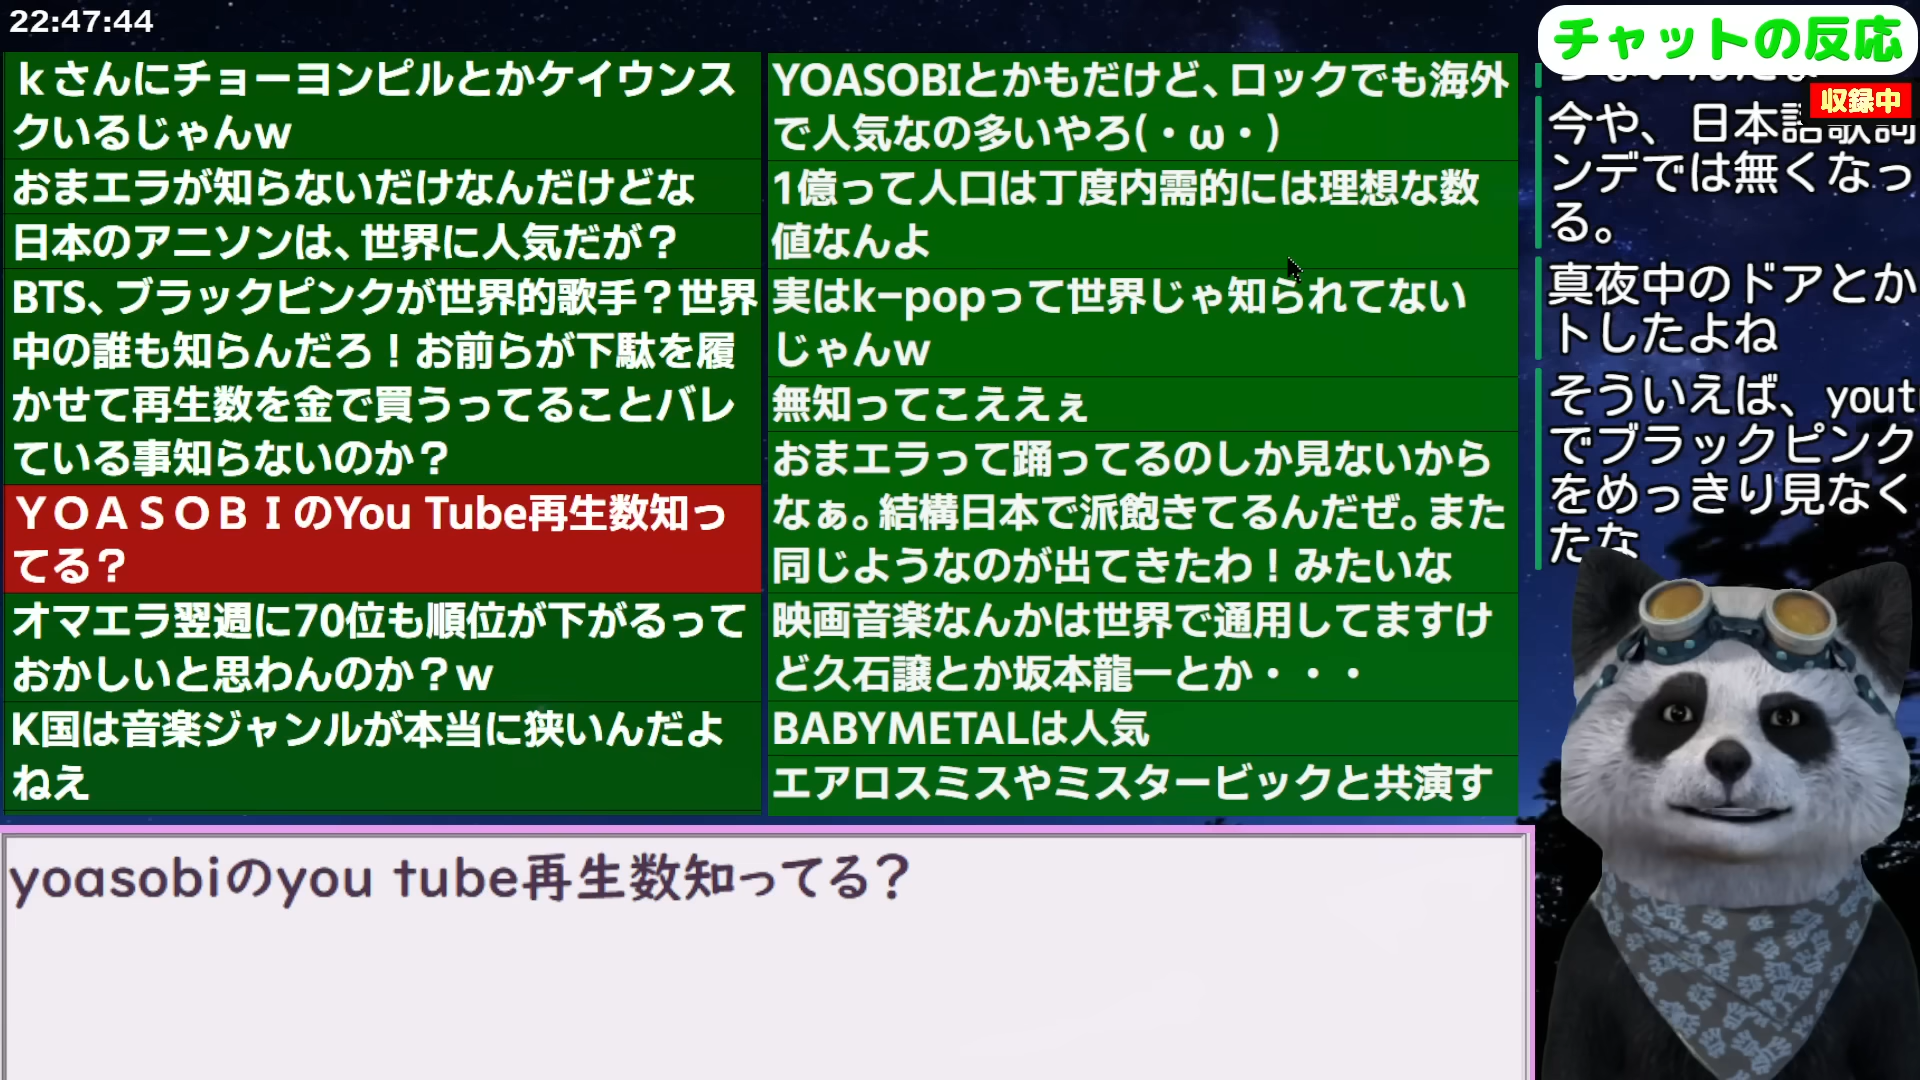 22:47:44
ｋさんにチョーヨンピルとかケイウンス
クいるじゃんｗ
おまエラが知らないだけなんだけどな
日本のアニソンは、世界に人気だが？
BTS、ブラックピンクが世界的歌手？世界
中の誰も知らんだろ！お前らが下駄を履
かせて再生数を金で買うってることバレ
ている事知らないのか？
ＹＯＡＳＯＢＩのYou Tube再生数知っ
てる？
オマエラ翌週に70位も順位が下がるって
おかしいと思わんのか？ｗ
K国は音楽ジャンルが本当に狭いんだよ
ねえ
YOASOBIとかもだけど、ロックでも海外
で人気なの多いやろ(・ω・)
1億って人口は丁度内需的には理想な数
値なんよ
実はk−popって世界じゃ知られてない
じゃんw
無知ってこええぇ
おまエラって踊ってるのしか見ないから
なぁ。結構日本で派飽きてるんだぜ。また
同じようなのが出てきたわ！みたいな
映画音楽なんかは世界で通用してますけ
ど久石譲とか坂本龍一とか・・・
BABYMETALは人気
エアロスミスやミスタービックと共演す
チャットの反応
収録中
今や、日本語歌詞
ンデでは無くなっ
る。
真夜中のドアとか
トしたよね
そういえば、yout
でブラックピンク
をめっきり見なく
たな
yoasobiのyou tube再生数知ってる？